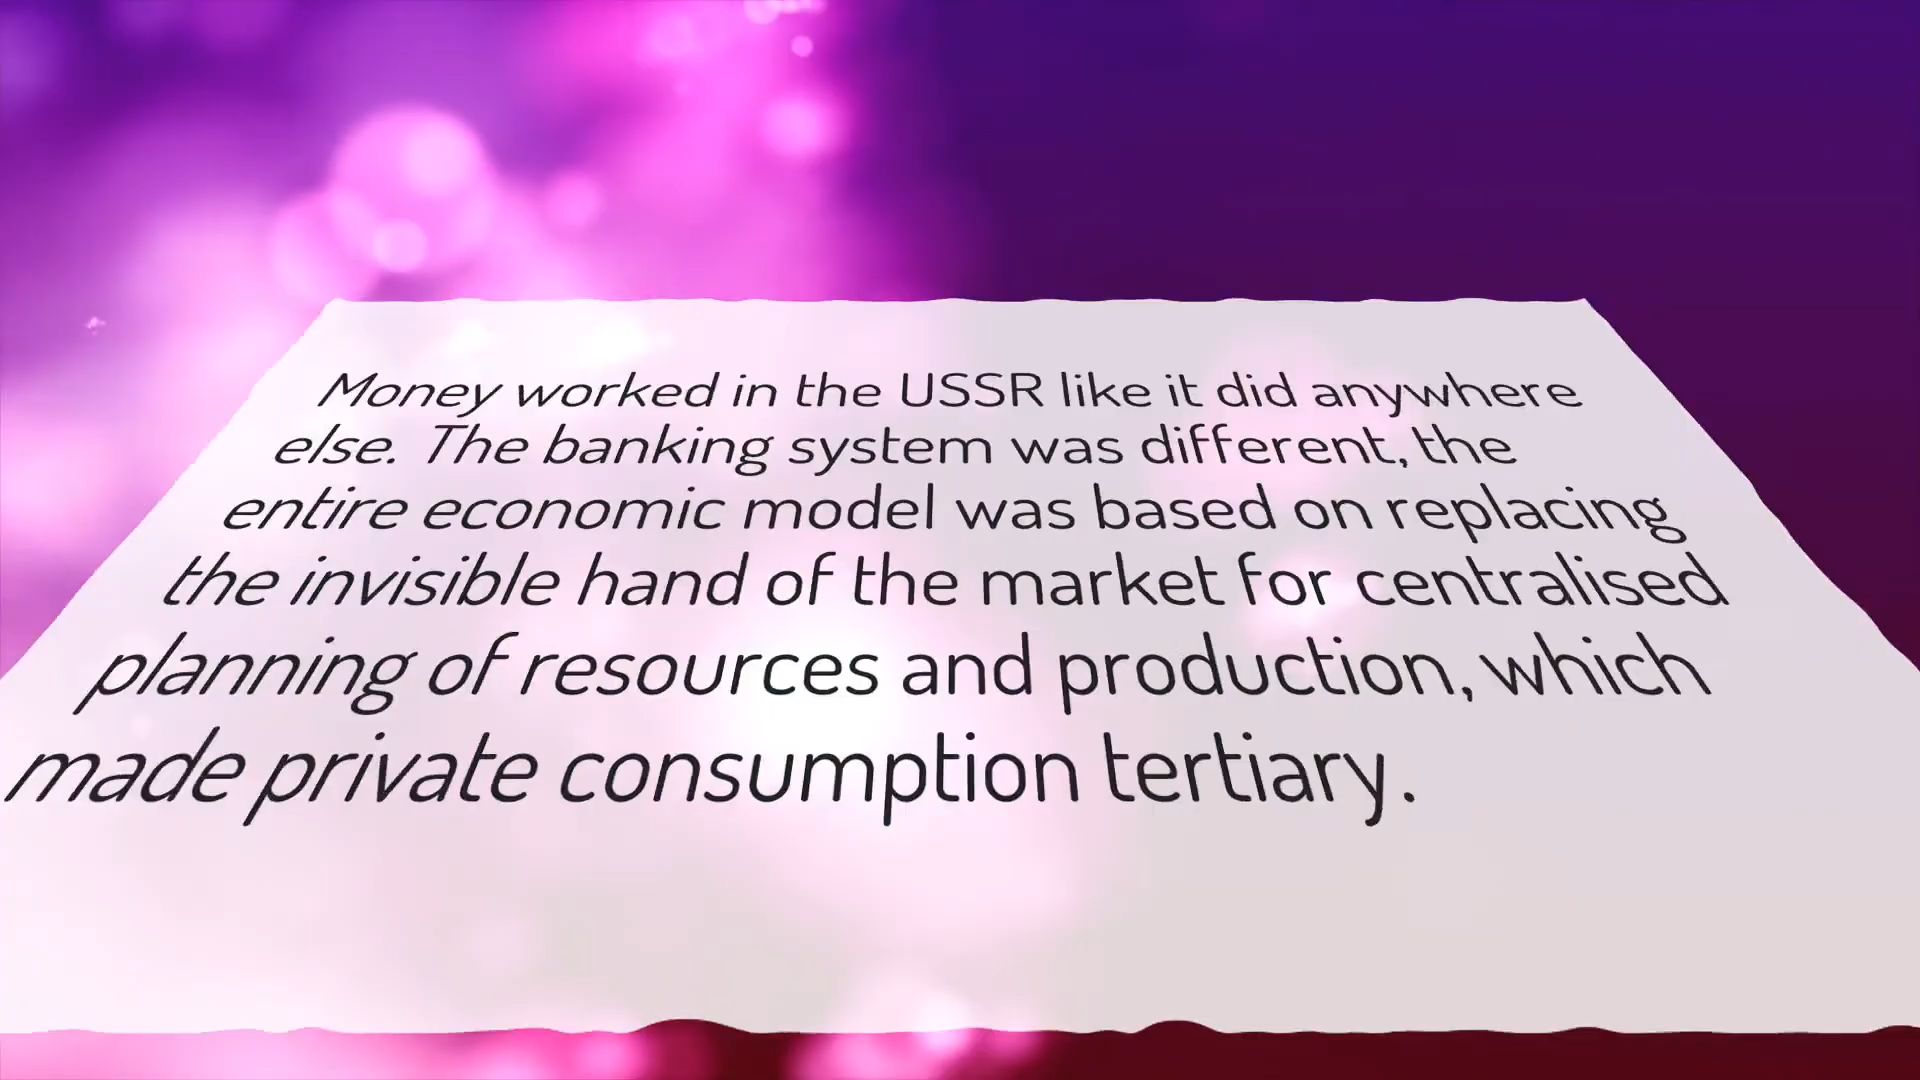 Money worked in the USSR like it did anywhere
else. The banking system was different, the
entire economic model was based on replacing
the invisible hand of the market for centralised
planning of resources and production, which
made private consumption tertiary.